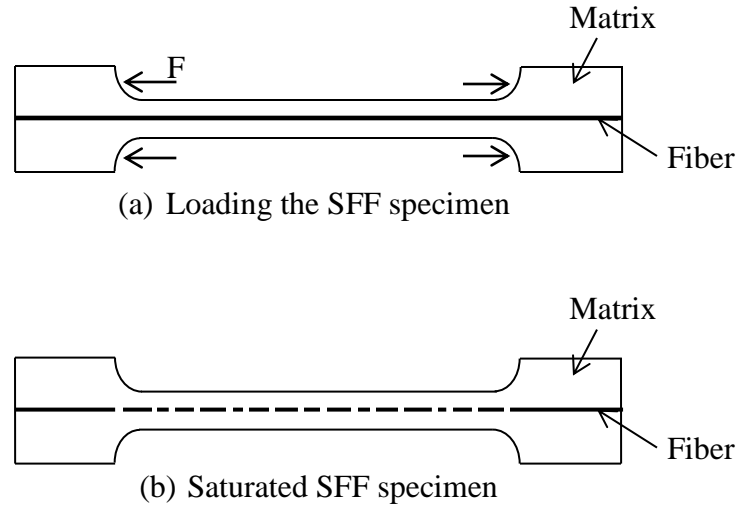 Matrix
F
Fiber
(a) Loading the SFF specimen
Matrix
Fiber
(b) Saturated SFF specimen